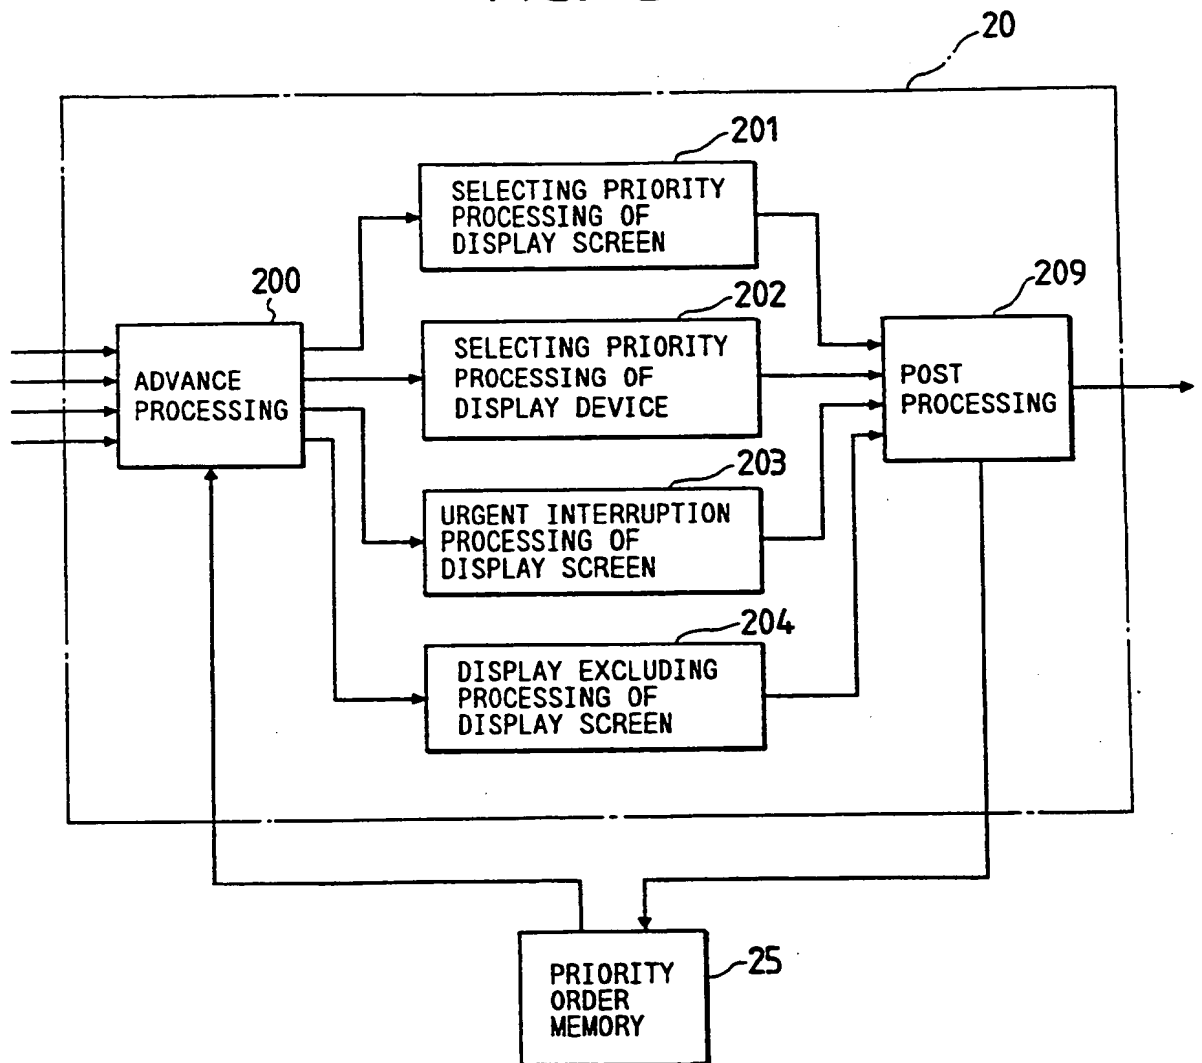 20
201
SELECTING PRIORITY
PROCESSING OF
DISPLAY SCREEN
200
ADVANCE
PROCESSING
202
SELECTING PRIORITY
PROCESSING OF
DISPLAY DEVICE
209
POST
PROCESSING
203
URGENT INTERRUPTION
PROCESSING OF
DISPLAY SCREEN
204
DISPLAY EXCLUDING
PROCESSING OF
DISPLAY SCREEN
25
PRIORITY
ORDER
MEMORY